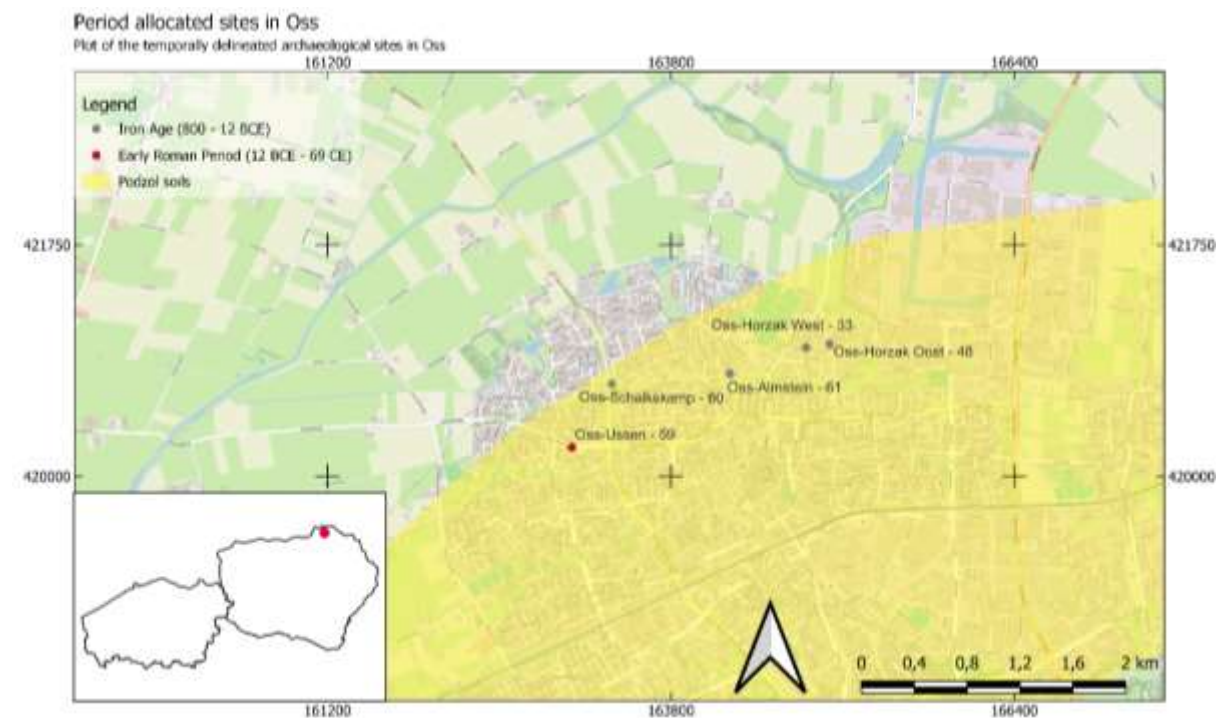 Period allocated sites in Oss
Plot of the temporally delineated archaeological sites in Oss
161200 163800 166400
Legend
Iron Age (800 - 12 BCE)
Early Roman Period (12 BCE - 69 CE)
Podzol soils
421750 421750
Oss-Horzak West - 33
Oss-Horzak Oost - 48
Oss-Almstein - 61
Oss-Schalkskamp - 60
Oss-Ussen - 59
420000 420000
0 0,4 0,8 1,2 1,6 2 km
161200 163800 166400